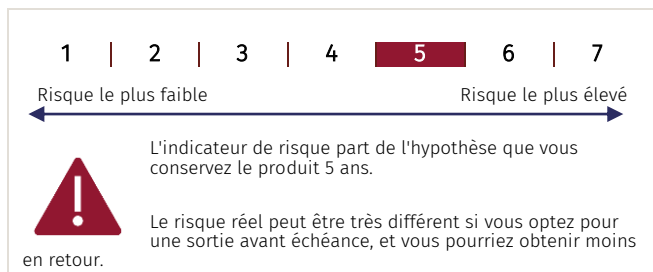 1 | 2 | 3 | 4 | 5 | 6 | 7
Risque le plus faible Risque le plus élevé
L'indicateur de risque part de l'hypothèse que vous
conservez le produit 5 ans.
Le risque réel peut être très différent si vous optez pour
une sortie avant échéance, et vous pourriez obtenir moins
en retour.